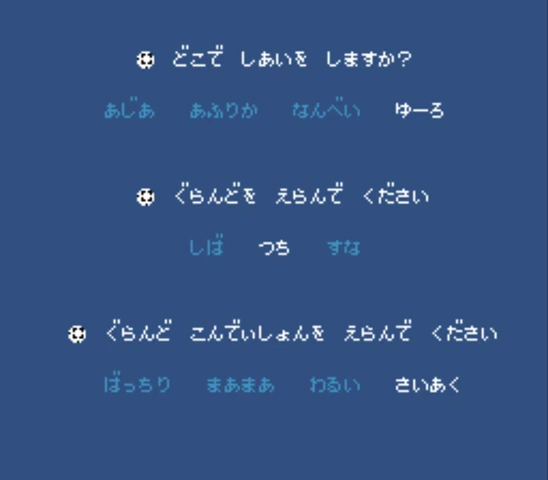 どこで しあいを しますか?
あじあ あふりか なんべい ゆーろ
ぐらんどを えらんで ください
しば つち すな
ぐらんど こんでぃしょんを えらんで ください
ばっちり まあまあ わるい さいあく